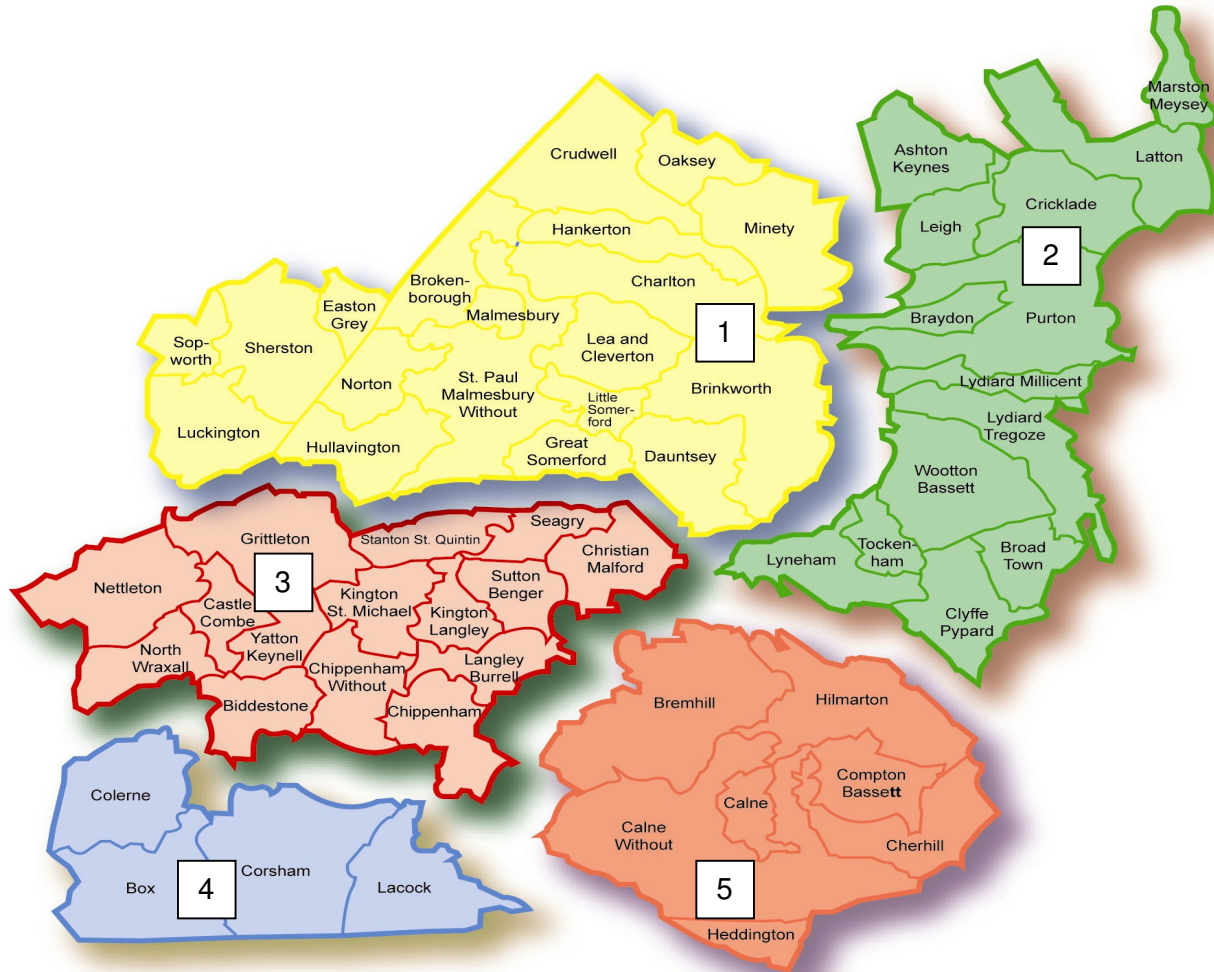 Crudwell
Oaksey
Minety
Hankerton
Charlton
Broken-
borough
Malmesbury
Easton
Grey
Sop-
worth
Sherston
Luckington
Norton
Hullavington
St. Paul
Malmesbury
Without
Lea and
Cleverton
1
Brinkworth
Little
Somer-
ford
Great
Somerford
Dauntsey
Marston
Meysey
Ashton
Keynes
Latton
Cricklade
Leigh
2
Braydon
Purton
Lydiard Millicent
Lydiard
Tregoze
Wootton
Bassett
Lyneham
Tocken-
ham
Broad
Town
Clyffe
Pypard
Grittleton
Stanton St. Quintin
Seagry
Christian
Malford
3
Nettleton
Castle
Combe
Kington
St. Michael
Sutton
Benger
Kington
Langley
Yatton
Keynell
North
Wraxall
Chippenham
Without
Langley
Burrell
Biddestone
Chippenham
Colerne
Box
4
Corsham
Lacock
Bremhill
Hilmarton
Compton
Bassett
Calne
Calne
Without
Cherhill
5
Heddington